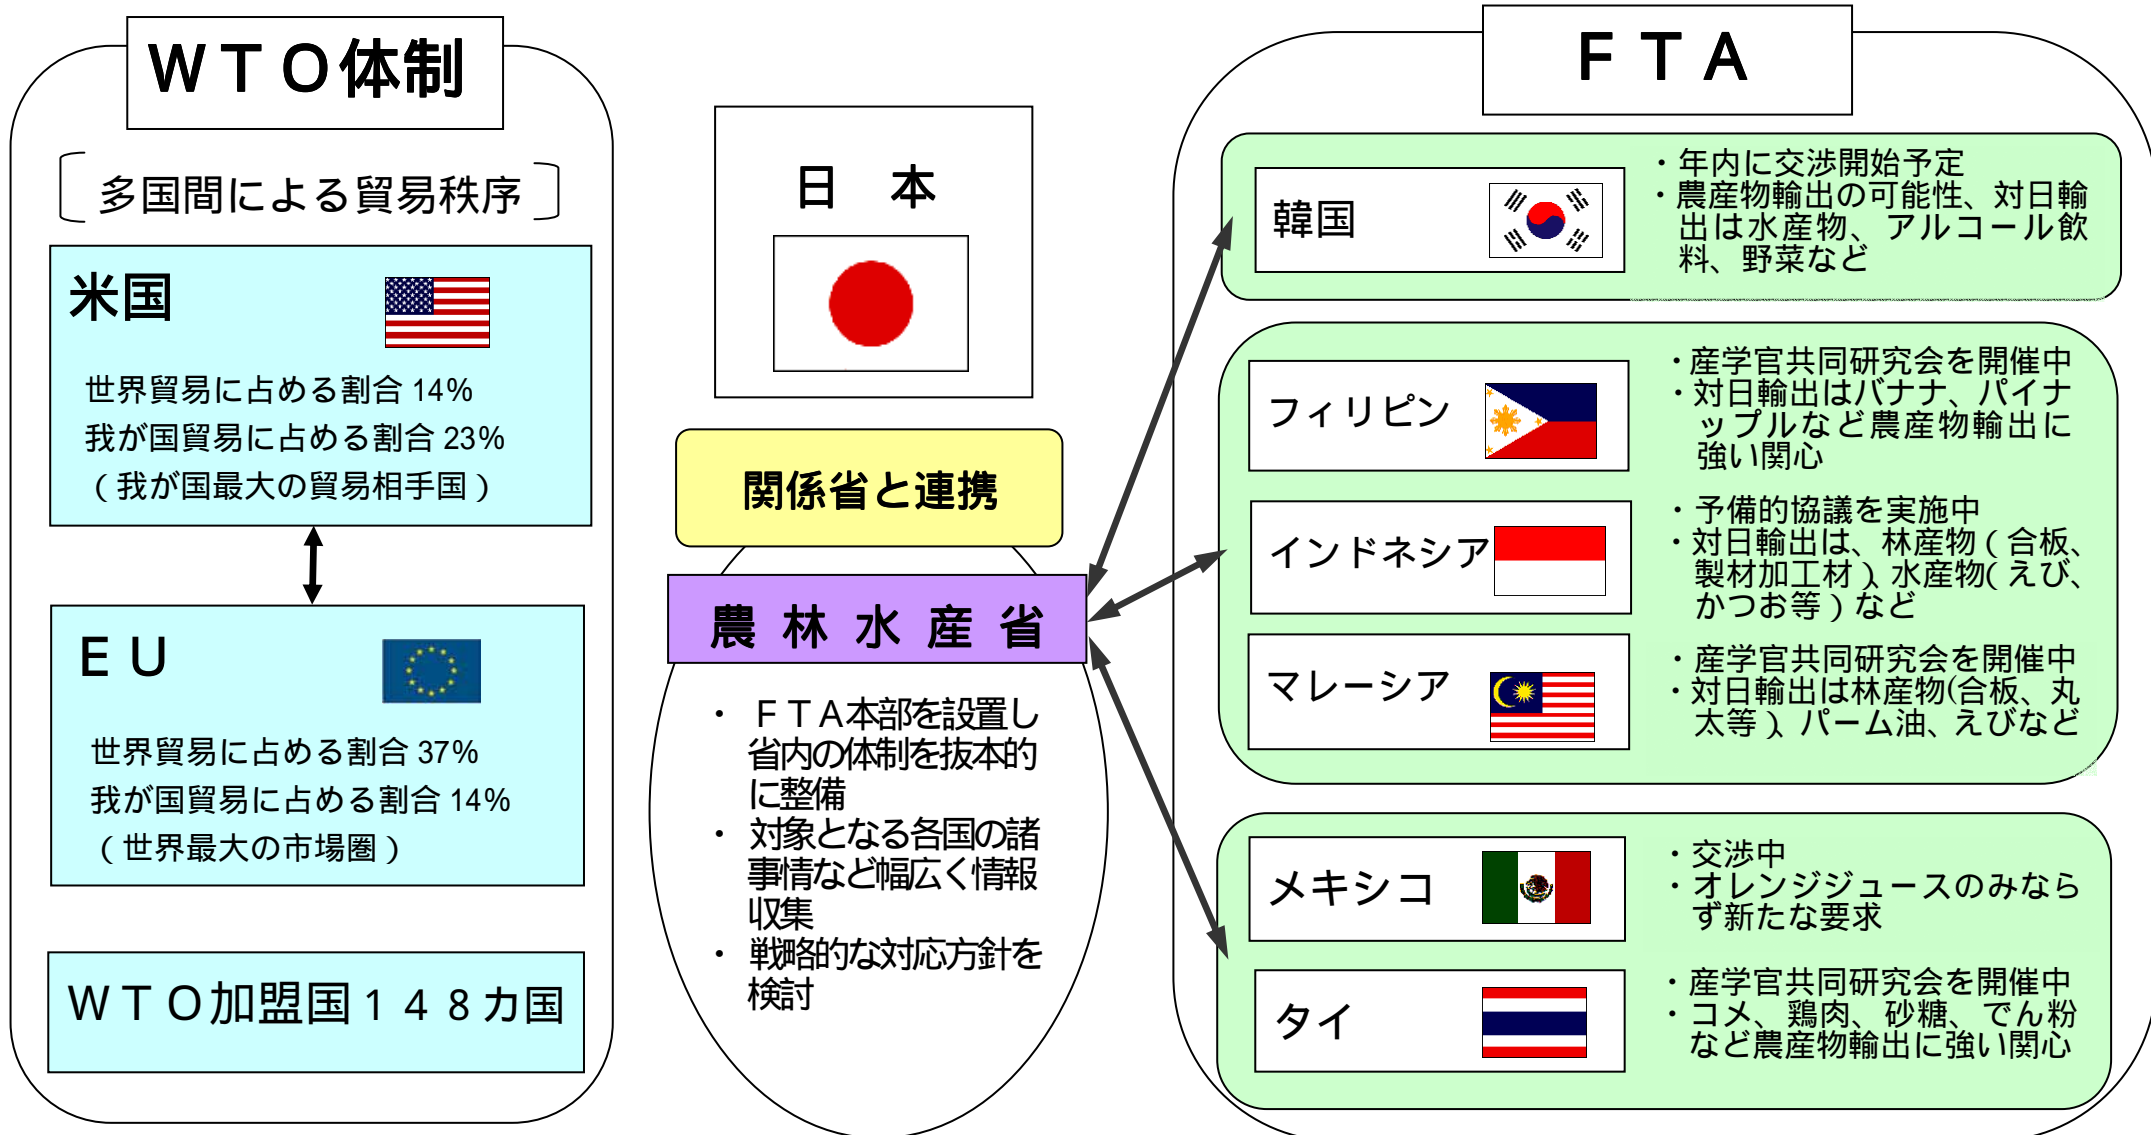 ＷＴＯ体制
多国間による貿易秩序
米国
世界貿易に占める割合 14%
我が国貿易に占める割合 23%
（我が国最大の貿易相手国）
ＥＵ
世界貿易に占める割合 37%
我が国貿易に占める割合 14%
（世界最大の市場圏）
ＷＴＯ加盟国１４８カ国
日　本
関係省と連携
農 林 水 産 省
・ ＦＴＡ本部を設置し
省内の体制を抜本的
に整備
・ 対象となる各国の諸
事情など幅広く情報
収集
・ 戦略的な対応方針を
検討
ＦＴＡ
韓国
・年内に交渉開始予定
・農産物輸出の可能性、対日輸
出は水産物、アルコール飲
料、野菜など
フィリピン
・産学官共同研究会を開催中
・対日輸出はバナナ、パイナ
ップルなど農産物輸出に
強い関心
インドネシア
・予備的協議を実施中
・対日輸出は、林産物（合板、
製材加工材）、水産物（えび、
かつお等）など
マレーシア
・産学官共同研究会を開催中
・対日輸出は林産物(合板、丸
太等）、パーム油、えびなど
メキシコ
・交渉中
・オレンジジュースのみなら
ず新たな要求
タイ
・産学官共同研究会を開催中
・コメ、鶏肉、砂糖、でん粉
など農産物輸出に強い関心